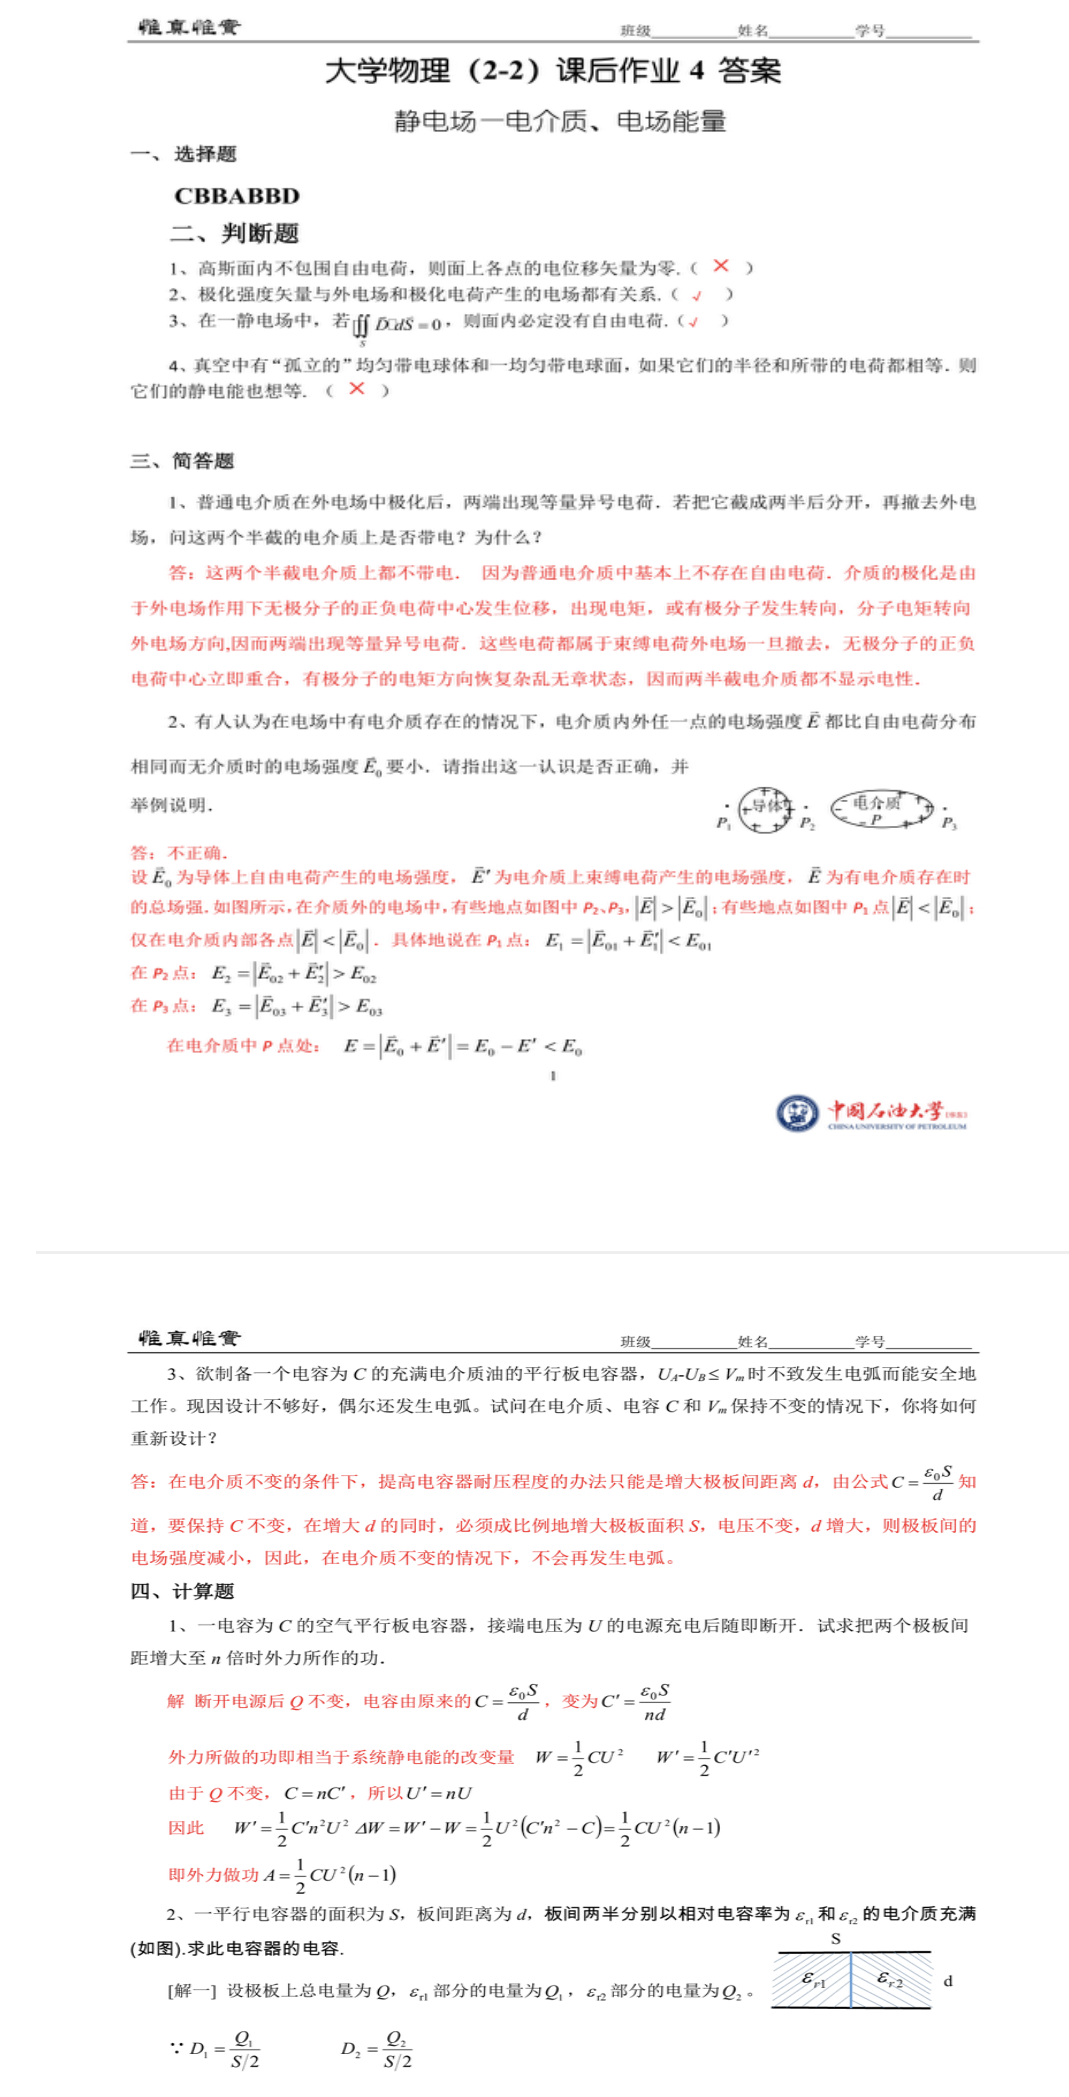 惟真惟实 班级 姓名 学号
大学物理（2-2）课后作业 4 答案
静电场—电介质、电场能量
一、选择题
CBBABBD
二、判断题
1、高斯面内不包围自由电荷，则面上各点的电位移矢量为零.（ × ）
2、极化强度矢量与外电场和极化电荷产生的电场都有关系.（ √ ）
3、在一静电场中，若∯ₛ D⃗□dS⃗ = 0，则面内必定没有自由电荷.（√ ）
4、真空中有“孤立的”均匀带电球体和一均匀带电球面，如果它们的半径和所带的电荷都相等．则
它们的静电能也想等.（ × ）
三、简答题
1、普通电介质在外电场中极化后，两端出现等量异号电荷．若把它截成两半后分开，再撤去外电
场，问这两个半截的电介质上是否带电？为什么？
答：这两个半截电介质上都不带电． 因为普通电介质中基本上不存在自由电荷．介质的极化是由
于外电场作用下无极分子的正负电荷中心发生位移，出现电矩，或有极分子发生转向，分子电矩转向
外电场方向,因而两端出现等量异号电荷．这些电荷都属于束缚电荷外电场一旦撤去，无极分子的正负
电荷中心立即重合，有极分子的电矩方向恢复杂乱无章状态，因而两半截电介质都不显示电性．
2、有人认为在电场中有电介质存在的情况下，电介质内外任一点的电场强度 E⃗ 都比自由电荷分布
相同而无介质时的电场强度 E⃗₀ 要小．请指出这一认识是否正确，并
举例说明．
P₁ 导体 P₂ 电介质 P P₃
答：不正确．
设 E⃗₀ 为导体上自由电荷产生的电场强度， E⃗′ 为电介质上束缚电荷产生的电场强度， E⃗ 为有电介质存在时
的总场强.如图所示,在介质外的电场中,有些地点如图中 P₂、P₃， |E⃗| > |E⃗₀| ；有些地点如图中 P₁ 点 |E⃗| < |E⃗₀| ；
仅在电介质内部各点 |E⃗| < |E⃗₀| ．具体地说在 P₁ 点： E₁ = |E⃗₀₁ + E⃗₁′| < E₀₁
在 P₂ 点： E₂ = |E⃗₀₂ + E⃗₂′| > E₀₂
在 P₃ 点： E₃ = |E⃗₀₃ + E⃗₃′| > E₀₃
在电介质中 P 点处： E = |E⃗₀ + E⃗′| = E₀ − E′ < E₀
1
中国石油大学(华东)
CHINA UNIVERSITY OF PETROLEUM
惟真惟实 班级 姓名 学号
3、欲制备一个电容为 C 的充满电介质油的平行板电容器，U_A-U_B≤ V_m 时不致发生电弧而能安全地
工作。现因设计不够好，偶尔还发生电弧。试问在电介质、电容 C 和 V_m 保持不变的情况下，你将如何
重新设计？
答：在电介质不变的条件下，提高电容器耐压程度的办法只能是增大极板间距离 d，由公式 C = ε₀S/d 知
道，要保持 C 不变，在增大 d 的同时，必须成比例地增大极板面积 S，电压不变，d 增大，则极板间的
电场强度减小，因此，在电介质不变的情况下，不会再发生电弧。
四、计算题
1、一电容为 C 的空气平行板电容器，接端电压为 U 的电源充电后随即断开．试求把两个极板间
距增大至 n 倍时外力所作的功．
解 断开电源后 Q 不变，电容由原来的 C = ε₀S/d ，变为 C′ = ε₀S/nd
外力所做的功即相当于系统静电能的改变量 W = 1/2 CU² W′ = 1/2 C′U′²
由于 Q 不变， C = nC′ ，所以 U′ = nU
因此 W′ = 1/2 C′n²U² ΔW = W′ − W = 1/2 U²(C′n² − C) = 1/2 CU²(n − 1)
即外力做功 A = 1/2 CU²(n − 1)
2、一平行电容器的面积为 S，板间距离为 d，板间两半分别以相对电容率为 ε_r1 和 ε_r2 的电介质充满
(如图).求此电容器的电容.
S
ε_r1 ε_r2 d
[解一] 设极板上总电量为 Q， ε_r1 部分的电量为 Q₁ ， ε_r2 部分的电量为 Q₂ 。
∵ D₁ = Q₁/(S/2) D₂ = Q₂/(S/2)